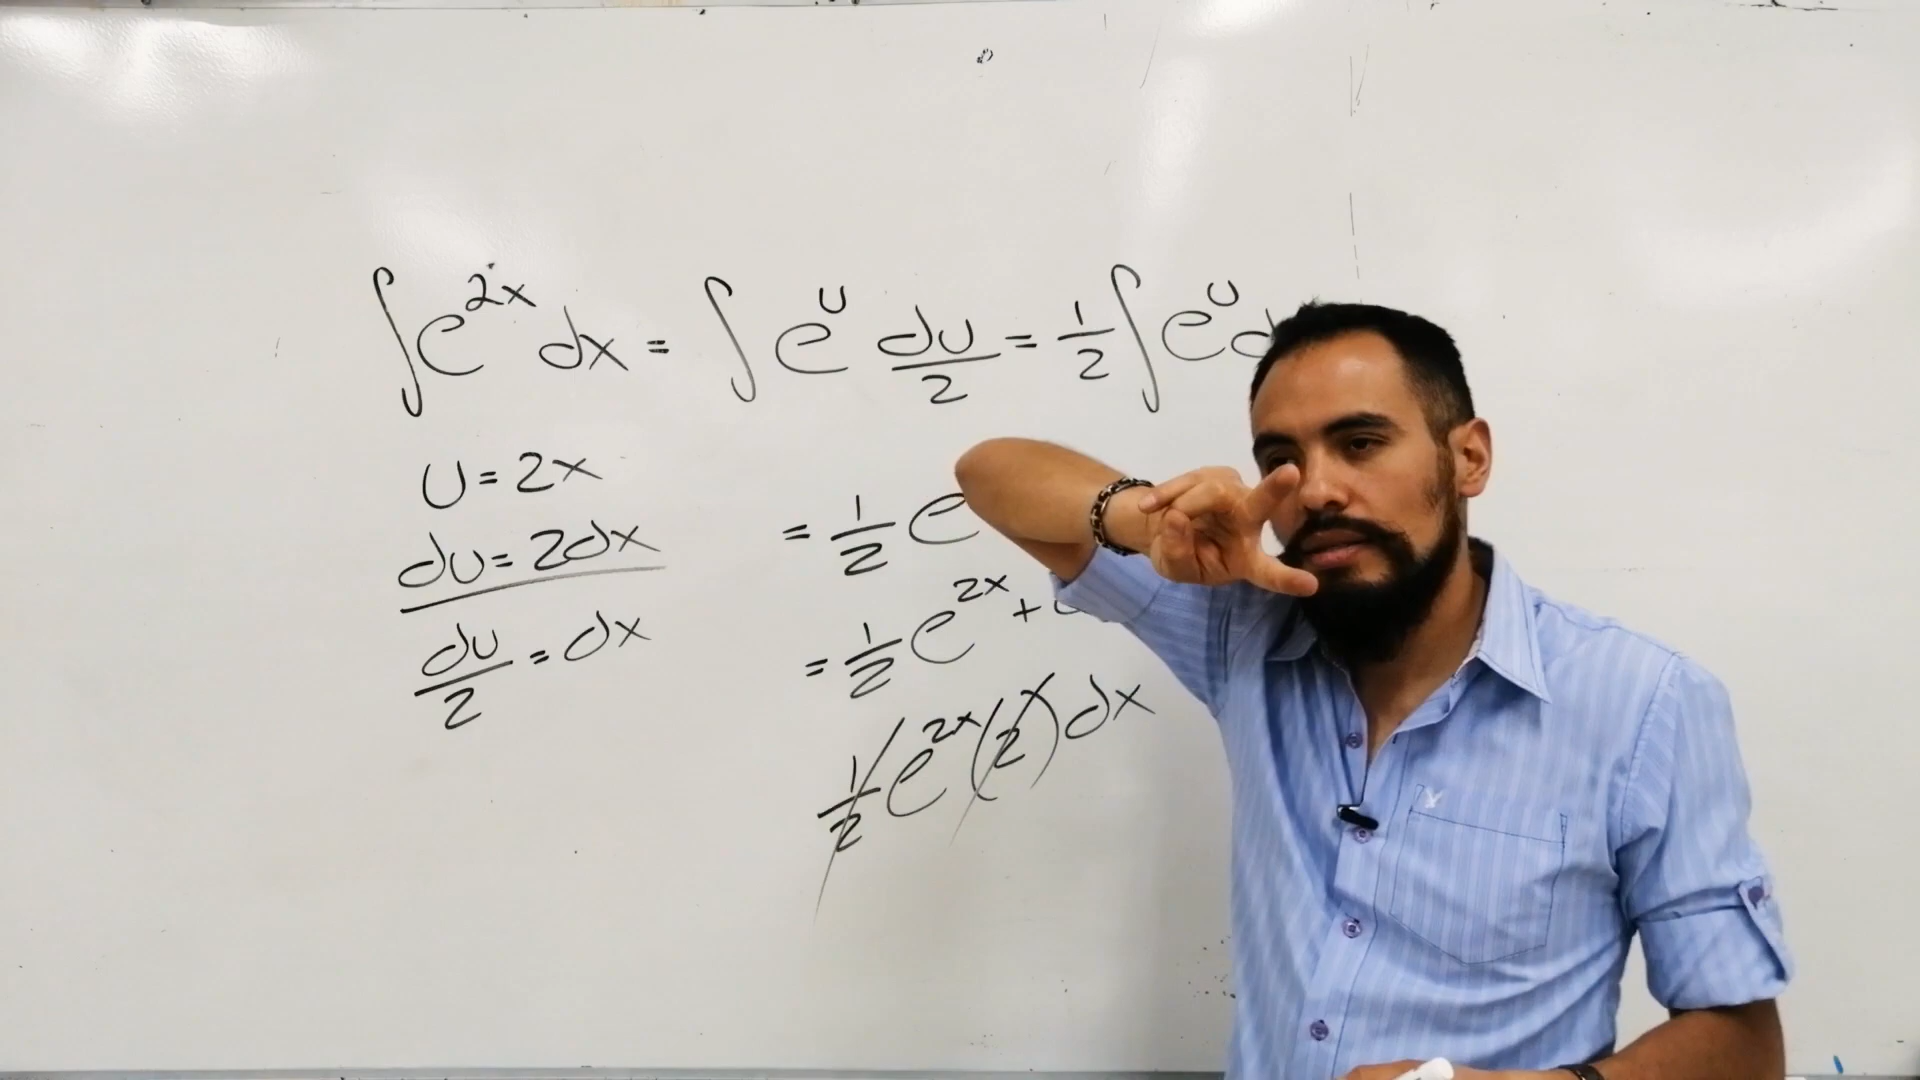 ∫e^{2x} dx = ∫ e^u du/2 = 1/2 ∫ e^u d
u = 2x
du = 2dx
du/2 = dx
= 1/2 e
= 1/2 e^{2x} +
1/2 e^{2x} (2) dx